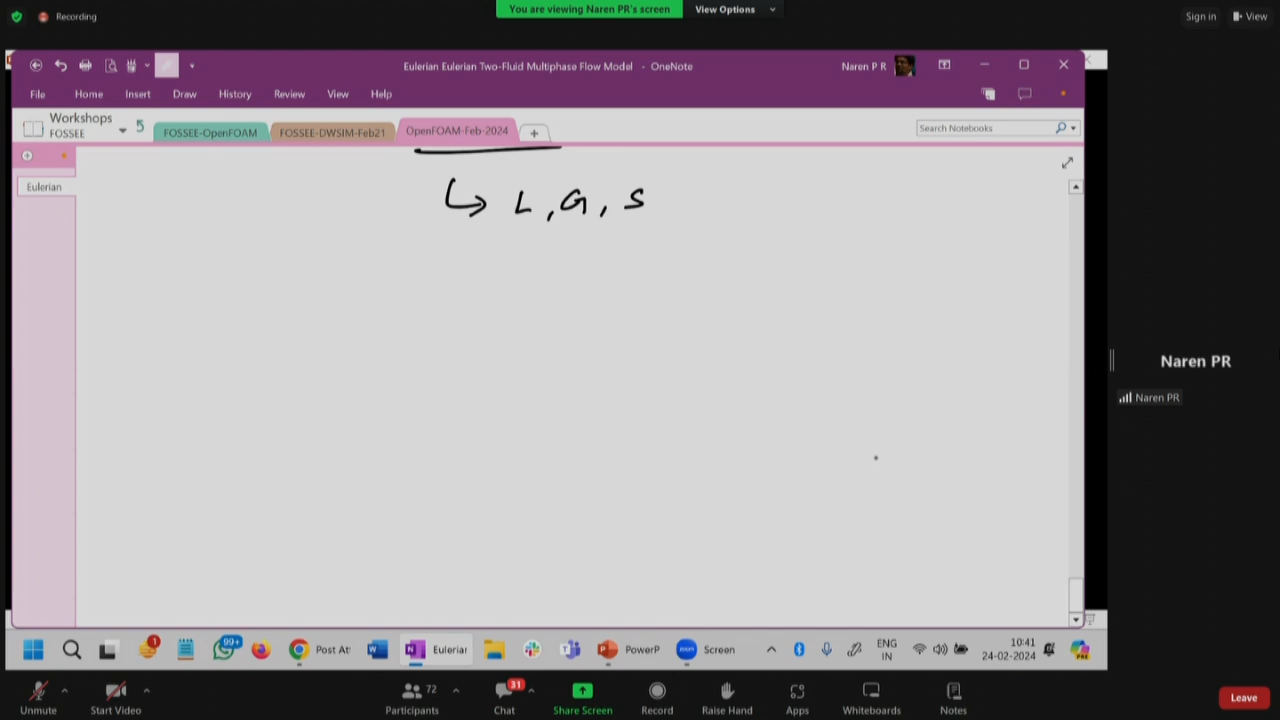 Recording
You are viewing Naren PR's screen
View Options
Sign in
View
Eulerian Eulerian Two-Fluid Multiphase Flow Model - OneNote
Naren P R
File Home Insert Draw History Review View Help
Workshops
FOSSEE
FOSSEE-OpenFOAM
FOSSEE-DWSIM-Feb21
OpenFOAM-Feb-2024
Search Notebooks
Eulerian
L, G, S
Naren PR
Naren PR
1
99+
Post At
Eulerian
PowerP
Screen
ENG
IN
10:41
24-02-2024
PRE
Unmute
Start Video
72
Participants
31
Chat
Share Screen
Record
Raise Hand
Apps
Whiteboards
Notes
Leave